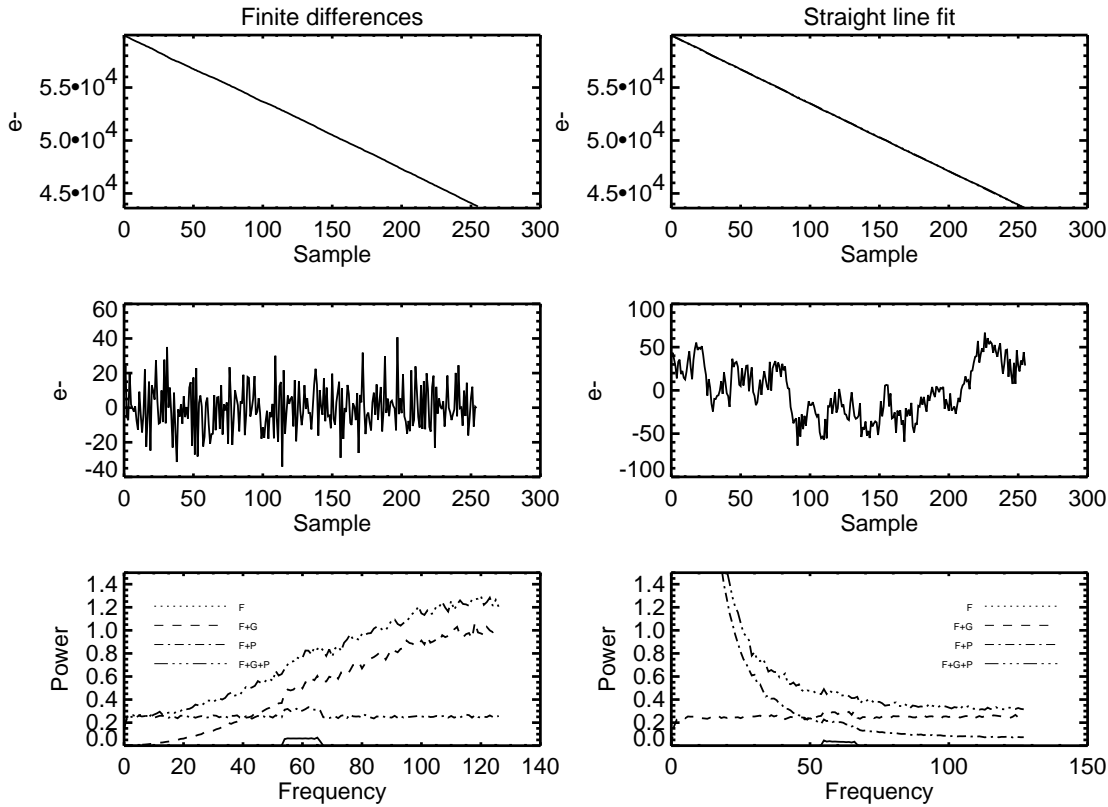 Finite differences
Straight line fit
5.5•10^4
5.0•10^4
4.5•10^4
e-
0 50 100 150 200 250 300
Sample
5.5•10^4
5.0•10^4
4.5•10^4
e-
0 50 100 150 200 250 300
Sample
60
40
20
0
-20
-40
e-
0 50 100 150 200 250 300
Sample
100
50
0
-50
-100
e-
0 50 100 150 200 250 300
Sample
1.4
1.2
1.0
0.8
0.6
0.4
0.2
0.0
Power
F
F+G
F+P
F+G+P
0 20 40 60 80 100 120 140
Frequency
1.4
1.2
1.0
0.8
0.6
0.4
0.2
0.0
Power
F
F+G
F+P
F+G+P
0 50 100 150
Frequency